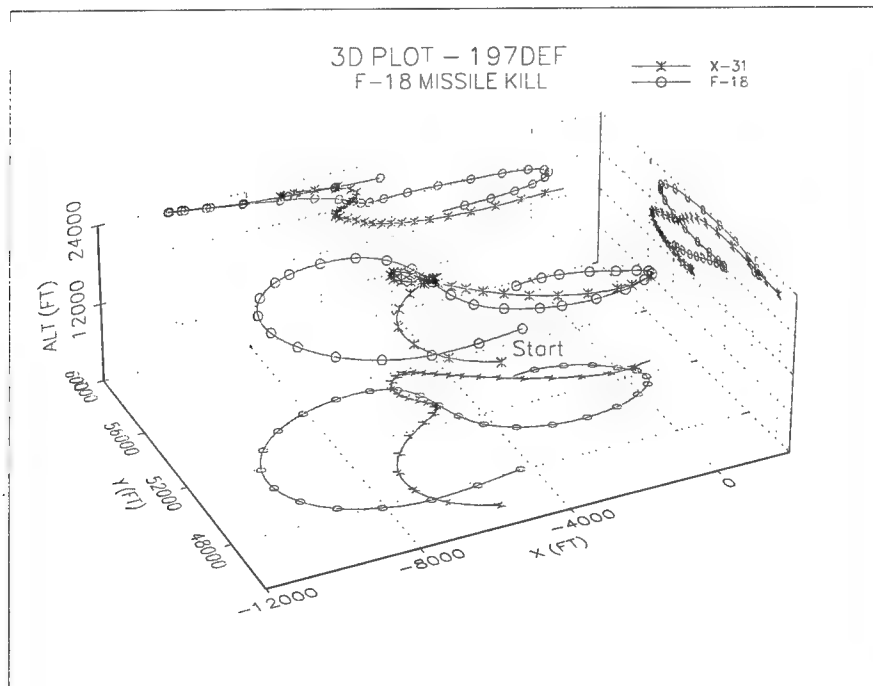 3D PLOT - 197DEF
F-18 MISSILE KILL
X-31
F-18
24000
12000
ALT (FT)
Start
56000
52000
48000
Y (FT)
0
-4000
-8000
-12000
X (FT)